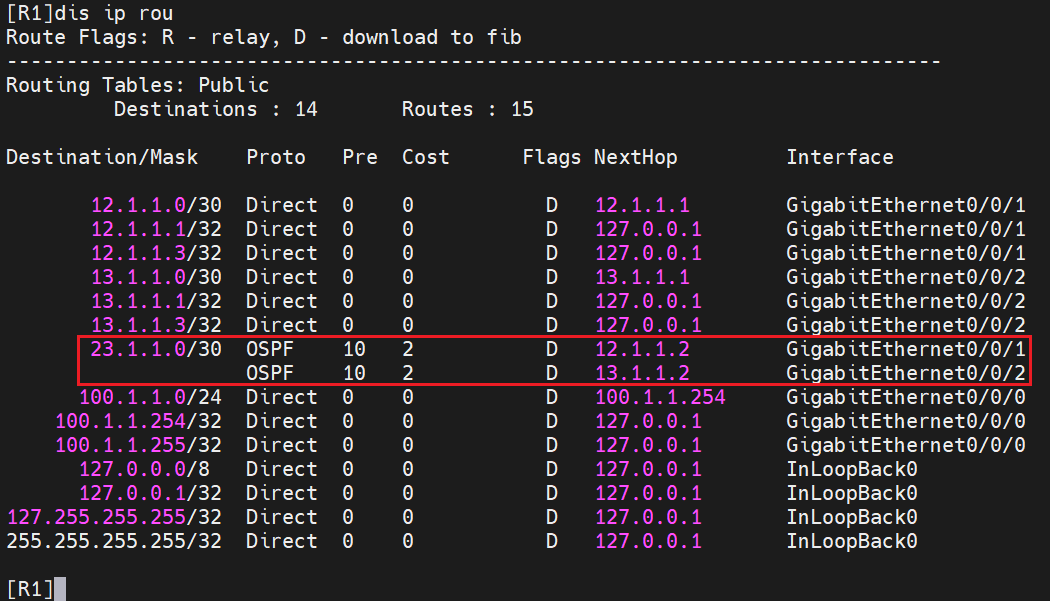 [R1]dis ip rou
Route Flags: R - relay, D - download to fib
------------------------------------------------------------------------------
Routing Tables: Public
         Destinations : 14       Routes : 15

Destination/Mask    Proto   Pre  Cost      Flags NextHop         Interface

       12.1.1.0/30  Direct  0    0           D   12.1.1.1        GigabitEthernet0/0/1
       12.1.1.1/32  Direct  0    0           D   127.0.0.1       GigabitEthernet0/0/1
       12.1.1.3/32  Direct  0    0           D   127.0.0.1       GigabitEthernet0/0/1
       13.1.1.0/30  Direct  0    0           D   13.1.1.1        GigabitEthernet0/0/2
       13.1.1.1/32  Direct  0    0           D   127.0.0.1       GigabitEthernet0/0/2
       13.1.1.3/32  Direct  0    0           D   127.0.0.1       GigabitEthernet0/0/2
       23.1.1.0/30  OSPF    10   2           D   12.1.1.2        GigabitEthernet0/0/1
                    OSPF    10   2           D   13.1.1.2        GigabitEthernet0/0/2
      100.1.1.0/24  Direct  0    0           D   100.1.1.254     GigabitEthernet0/0/0
    100.1.1.254/32  Direct  0    0           D   127.0.0.1       GigabitEthernet0/0/0
    100.1.1.255/32  Direct  0    0           D   127.0.0.1       GigabitEthernet0/0/0
      127.0.0.0/8   Direct  0    0           D   127.0.0.1       InLoopBack0
      127.0.0.1/32  Direct  0    0           D   127.0.0.1       InLoopBack0
127.255.255.255/32  Direct  0    0           D   127.0.0.1       InLoopBack0
255.255.255.255/32  Direct  0    0           D   127.0.0.1       InLoopBack0

[R1]